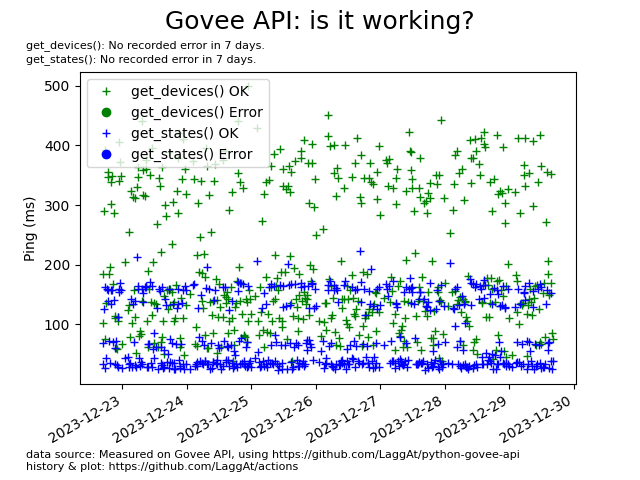 Govee API: is it working?
get_devices(): No recorded error in 7 days.
get_states(): No recorded error in 7 days.
get_devices() OK
get_devices() Error
get_states() OK
get_states() Error
Ping (ms)
500
400
300
200
100
2023-12-23
2023-12-24
2023-12-25
2023-12-26
2023-12-27
2023-12-28
2023-12-29
2023-12-30
data source: Measured on Govee API, using https://github.com/LaggAt/python-govee-api
history & plot: https://github.com/LaggAt/actions